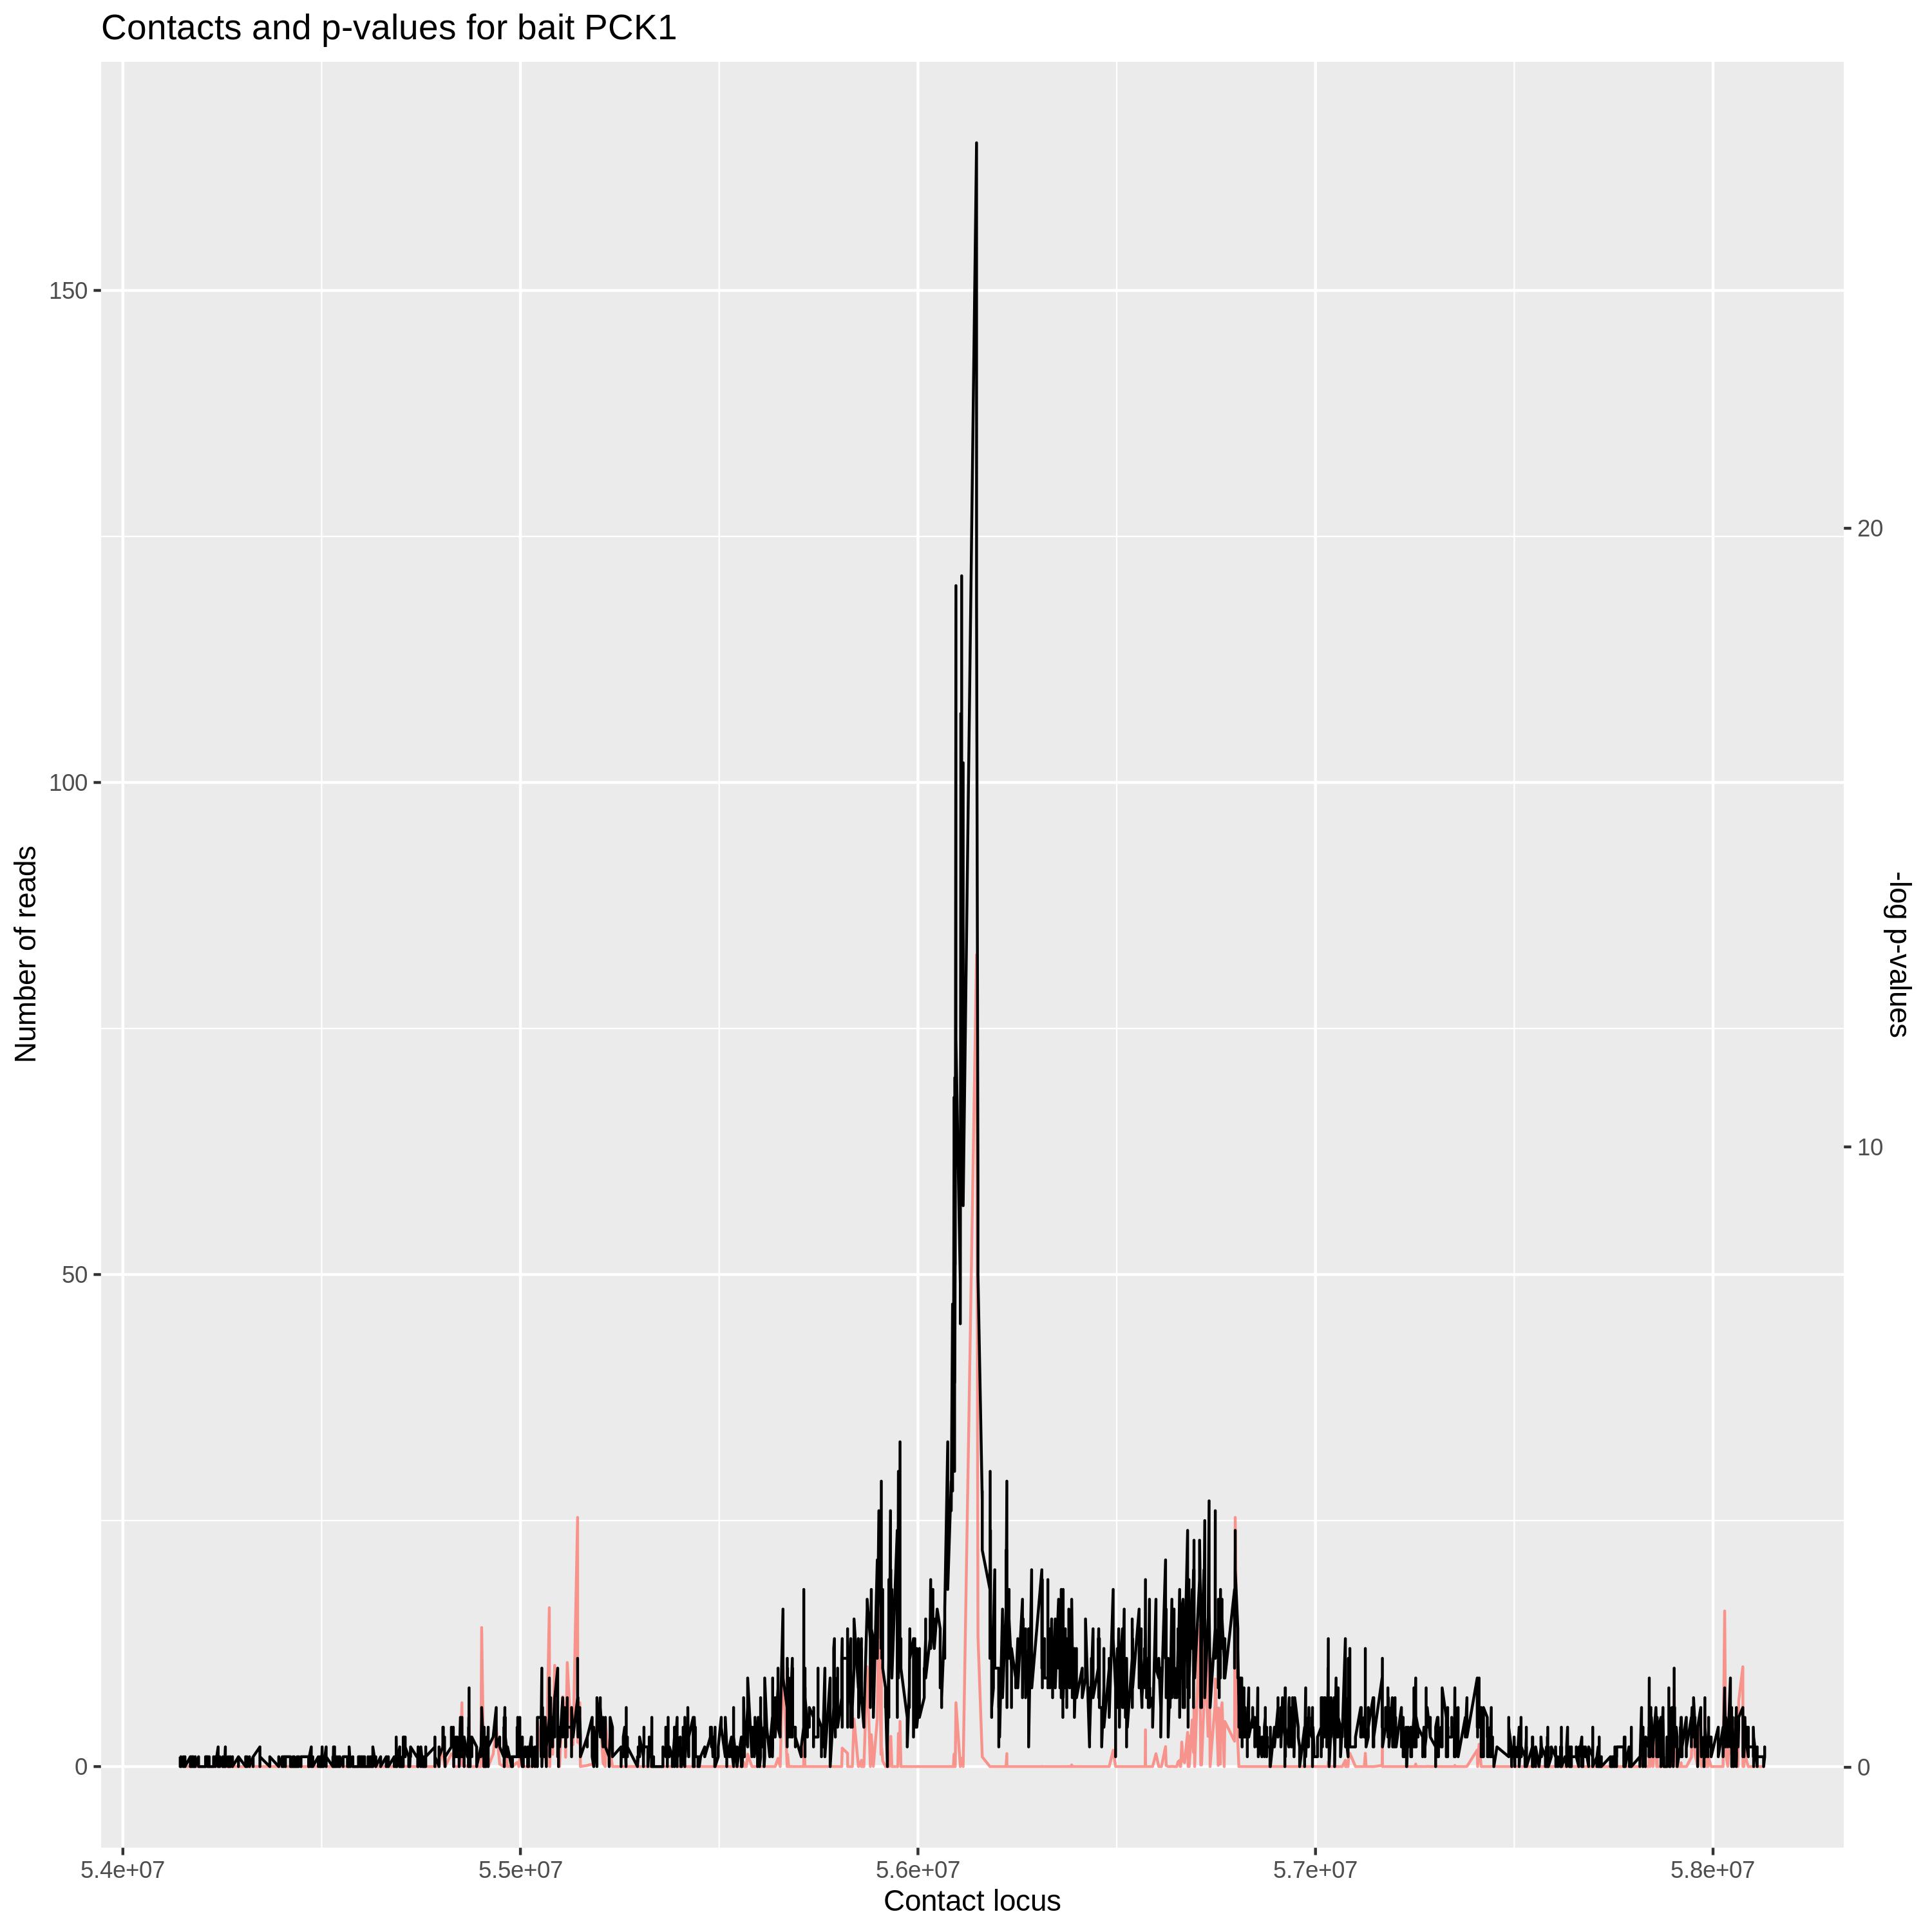 Contacts and p-values for bait PCK1
150
100
50
0
Number of reads
20
10
0
-log p-values
5.4e+07
5.5e+07
5.6e+07
5.7e+07
5.8e+07
Contact locus